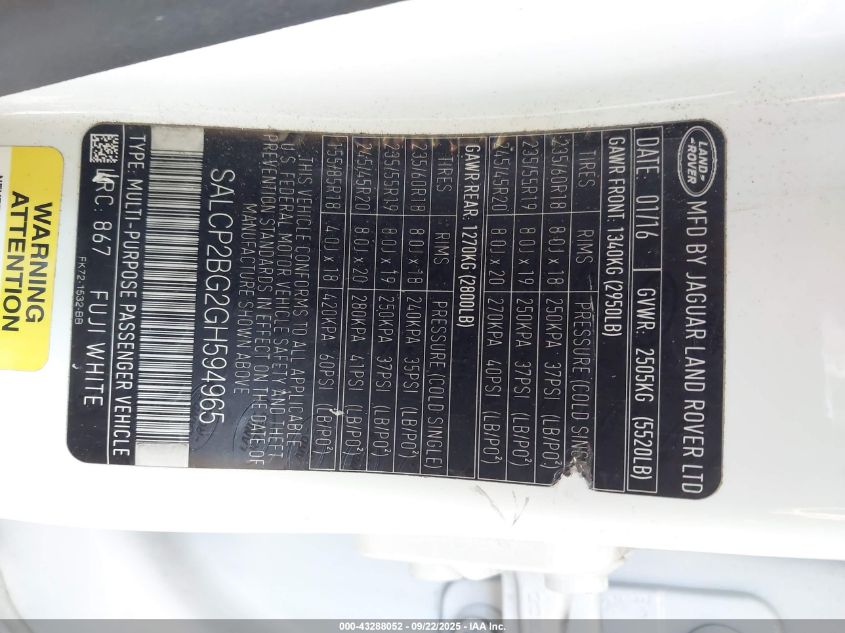 LAND
ROVER
MFD BY JAGUAR LAND ROVER LTD
DATE: 01/16 GVWR: 2505KG (5520LB)
GAWR FRONT: 1340KG (2950LB)
TIRES RIMS PRESSURE (COLD SING
235/60R18 8.0J x 18 250KPA 37PSI (LB/PO²)
235/55R19 8.0J x 19 250KPA 37PSI (LB/PO²)
245/45R20 8.0J x 20 270KPA 40PSI (LB/PO²)
GAWR REAR: 1270KG (2800LB)
TIRES RIMS PRESSURE (COLD SINGLE)
235/60R18 8.0J x 18 240KPA 35PSI (LB/PO²)
235/55R19 8.0J x 19 250KPA 37PSI (LB/PO²)
245/45R20 8.0J x 20 280KPA 41PSI (LB/PO²)
155/85R18 4.0J x 18 420KPA 60PSI (LB/PO²)
THIS VEHICLE CONFORMS TO ALL APPLICABLE
U.S. FEDERAL MOTOR VEHICLE SAFETY AND THEFT
PREVENTION STANDARDS IN EFFECT ON THE DATE OF
MANUFACTURE SHOWN ABOVE
SALCP2BG2GH594965
TYPE: MULTI-PURPOSE PASSENGER VEHICLE
RC: 867 FUJI WHITE
FK72-1532-BB
WARNING
ATTENTION
000-43288052 - 09/22/2025 - IAA Inc.